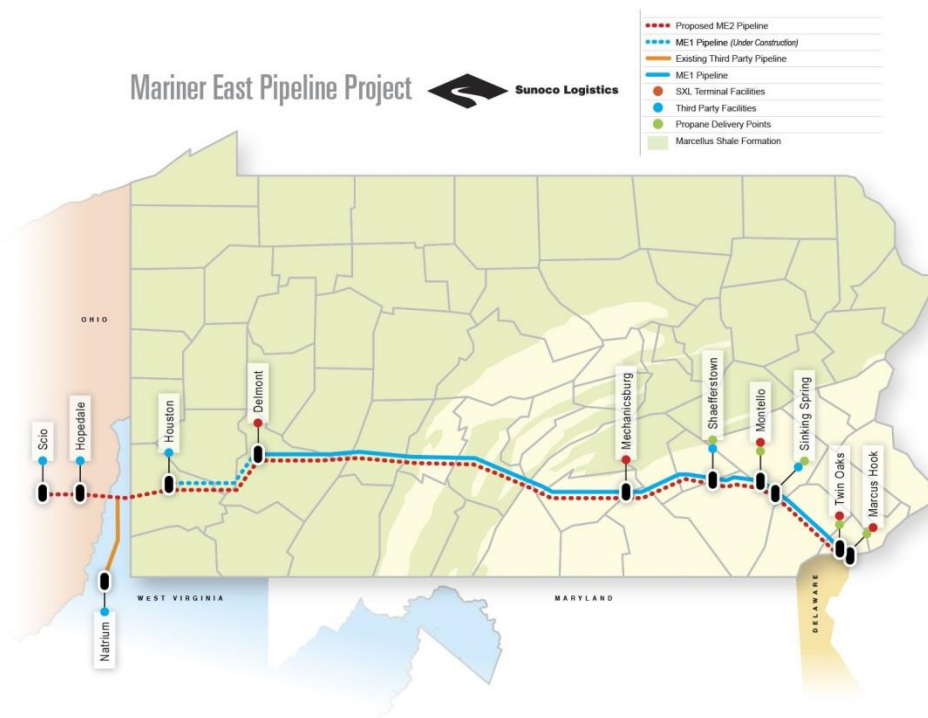 Proposed ME2 Pipeline
ME1 Pipeline (Under Construction)
Existing Third Party Pipeline
ME1 Pipeline
SXL Terminal Facilities
Third Party Facilities
Propane Delivery Points
Marcellus Shale Formation
Mariner East Pipeline Project
Sunoco Logistics
OHIO
Scio
Hopedale
Houston
Delmont
Mechanicsburg
Shaefferstown
Montello
Sinking Spring
Twin Oaks
Marcus Hook
Natrium
WEST VIRGINIA
MARYLAND
DELAWARE